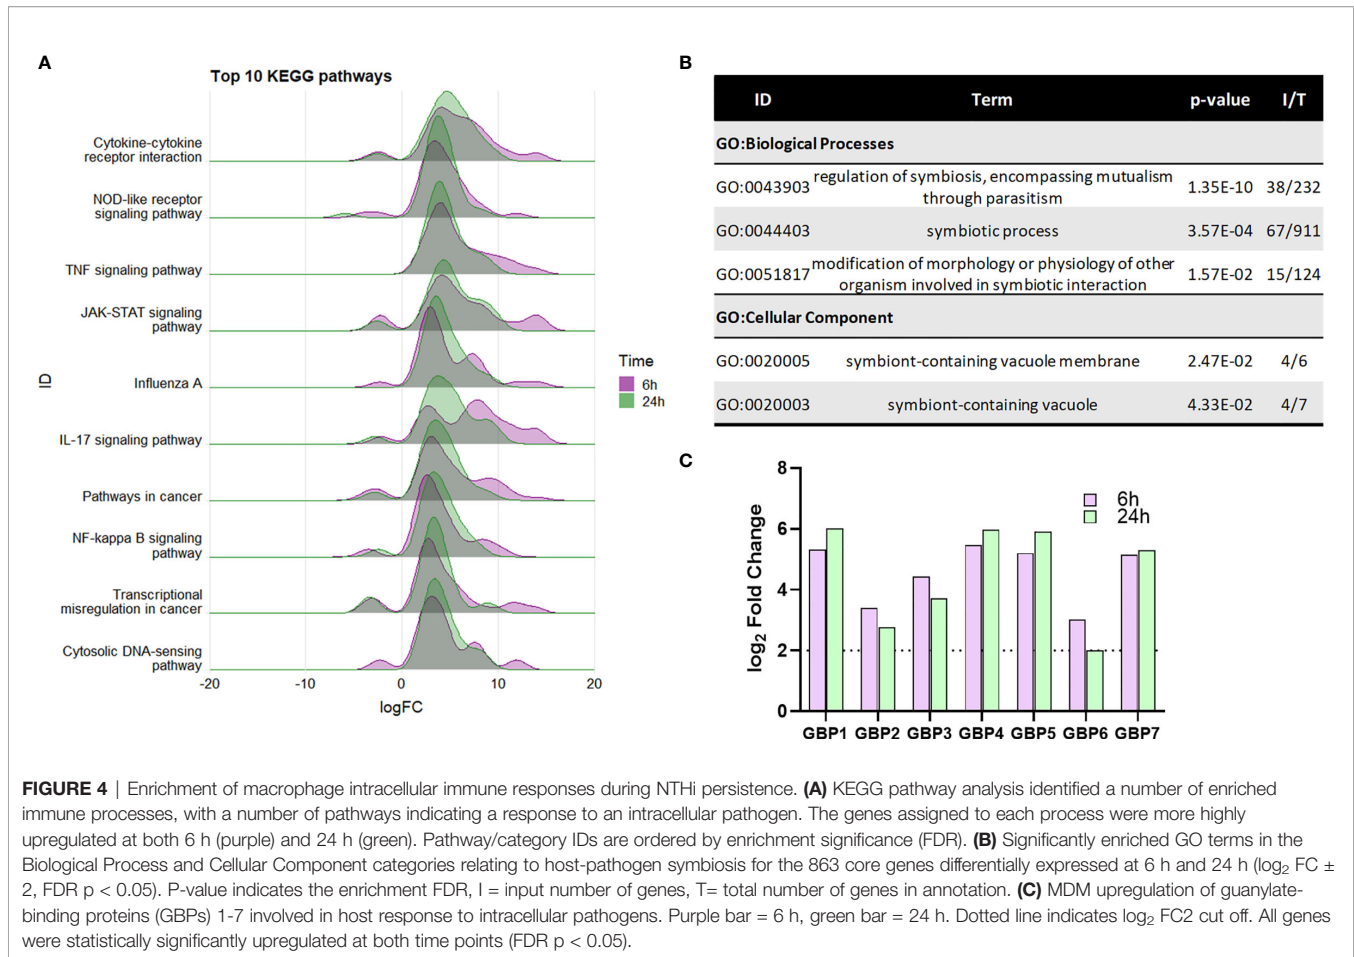 A
Top 10 KEGG pathways
Cytokine-cytokine
receptor interaction
NOD-like receptor
signaling pathway
TNF signaling pathway
JAK-STAT signaling
pathway
Influenza A
IL-17 signaling pathway
Pathways in cancer
NF-kappa B signaling
pathway
Transcriptional
misregulation in cancer
Cytosolic DNA-sensing
pathway
ID
-20 -10 0 10 20
logFC
Time
6h
24h
B
ID Term p-value I/T
GO:Biological Processes
GO:0043903 regulation of symbiosis, encompassing mutualism through parasitism 1.35E-10 38/232
GO:0044403 symbiotic process 3.57E-04 67/911
GO:0051817 modification of morphology or physiology of other organism involved in symbiotic interaction 1.57E-02 15/124
GO:Cellular Component
GO:0020005 symbiont-containing vacuole membrane 2.47E-02 4/6
GO:0020003 symbiont-containing vacuole 4.33E-02 4/7
C
log₂ Fold Change
8
6
4
2
0
6h
24h
GBP1 GBP2 GBP3 GBP4 GBP5 GBP6 GBP7
FIGURE 4 | Enrichment of macrophage intracellular immune responses during NTHi persistence. (A) KEGG pathway analysis identified a number of enriched
immune processes, with a number of pathways indicating a response to an intracellular pathogen. The genes assigned to each process were more highly
upregulated at both 6 h (purple) and 24 h (green). Pathway/category IDs are ordered by enrichment significance (FDR). (B) Significantly enriched GO terms in the
Biological Process and Cellular Component categories relating to host-pathogen symbiosis for the 863 core genes differentially expressed at 6 h and 24 h (log₂ FC ±
2, FDR p < 0.05). P-value indicates the enrichment FDR, I = input number of genes, T= total number of genes in annotation. (C) MDM upregulation of guanylate-
binding proteins (GBPs) 1-7 involved in host response to intracellular pathogens. Purple bar = 6 h, green bar = 24 h. Dotted line indicates log₂ FC2 cut off. All genes
were statistically significantly upregulated at both time points (FDR p < 0.05).